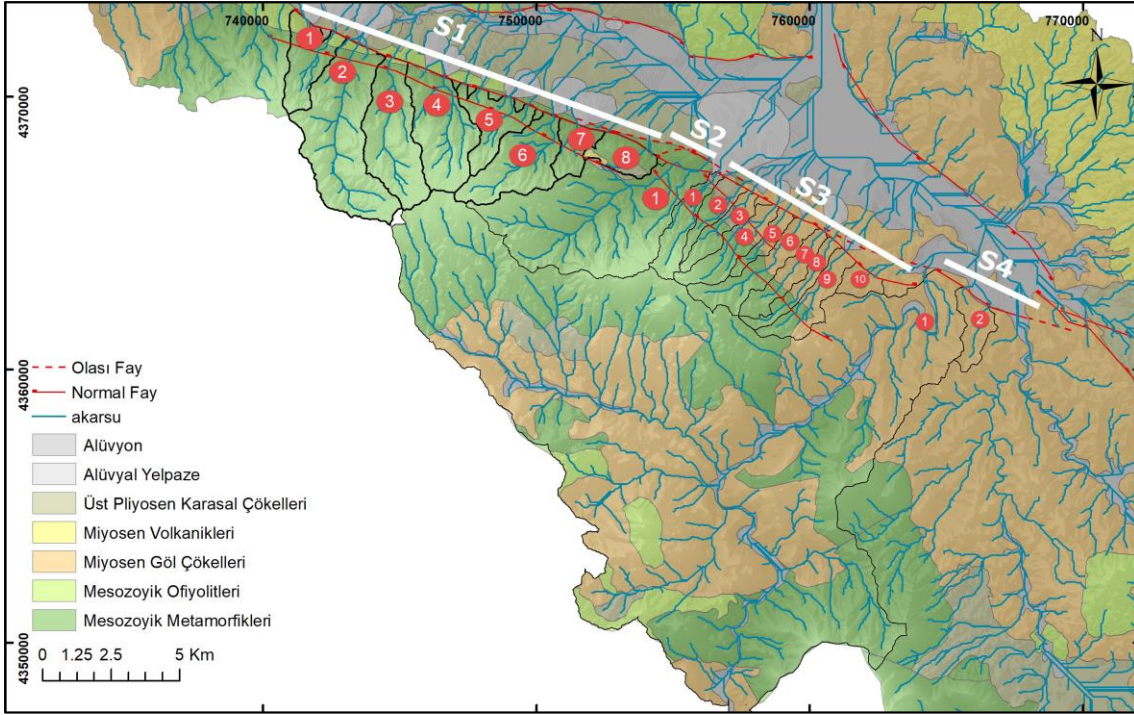 740000 750000 760000 770000
N
4370000
4360000
4350000
S1
S2
S3
S4
1
2
3
4
5
6
7
8
1
1
2
3
4
5
6
7
8
9
10
1
2
Olası Fay
Normal Fay
akarsu
Alüvyon
Alüvyal Yelpaze
Üst Pliyosen Karasal Çökelleri
Miyosen Volkanikleri
Miyosen Göl Çökelleri
Mesozoyik Ofiyolitleri
Mesozoyik Metamorfikleri
0 1.25 2.5 5 Km